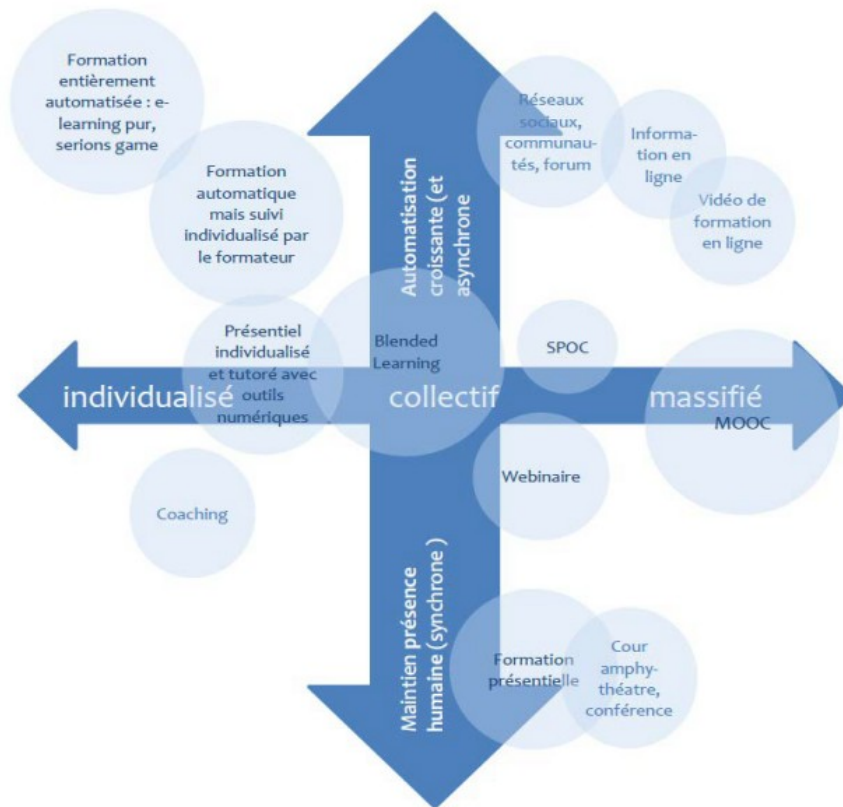 Formation
entièrement
automatisée : e-
learning pur,
serions game
Formation
automatique
mais suivi
individualisé par
le formateur
Automatisation
croissante (et
asynchrone
Réseaux
sociaux,
communau-
tés, forum
Informa-
tion en
ligne
Vidéo de
formation
en ligne
Présentiel
individualisé
et tutoré avec
outils
numériques
Blended
Learning
SPOC
individualisé
collectif
massifié
MOOC
Coaching
Webinaire
Maintien présence
humaine (synchrone )
Formation
présentielle
Cour
amphy-
théatre,
conférence